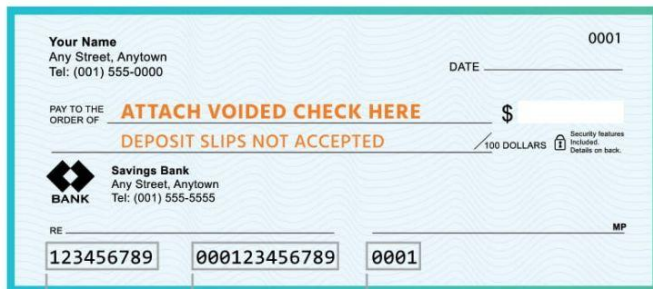 Your Name
Any Street, Anytown
Tel: (001) 555-0000
0001
DATE
PAY TO THE
ORDER OF
ATTACH VOIDED CHECK HERE
$
DEPOSIT SLIPS NOT ACCEPTED
/100 DOLLARS
Security features
Included.
Details on back.
BANK
Savings Bank
Any Street, Anytown
Tel: (001) 555-5555
RE
MP
123456789 000123456789 0001